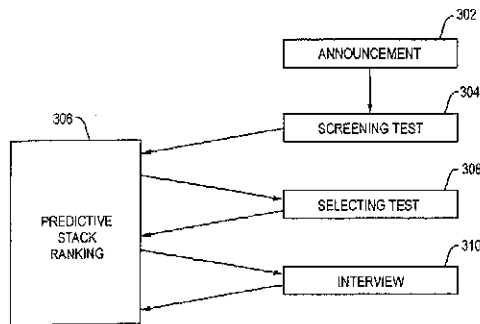 302
ANNOUNCEMENT
304
SCREENING TEST
306
PREDICTIVE
STACK
RANKING
308
SELECTING TEST
310
INTERVIEW